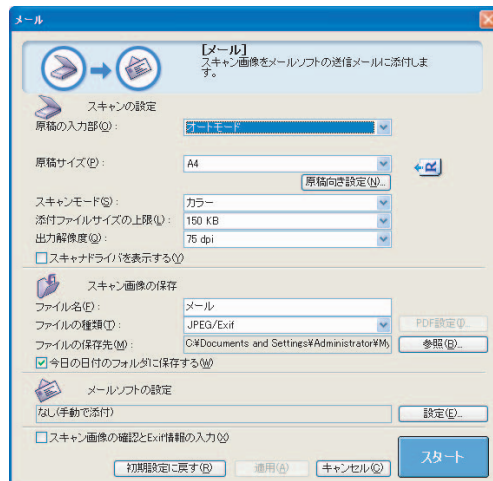 メール
[メール]
スキャン画像をメールソフトの送信メールに添付しま
す。
スキャンの設定
原稿の入力部(O):
オートモード
原稿サイズ(P):
A4
原稿向き設定(N)...
スキャンモード(S):
カラー
添付ファイルサイズの上限(L):
150 KB
出力解像度(Q):
75 dpi
スキャナドライバを表示する(Y)
スキャン画像の保存
ファイル名(F):
メール
ファイルの種類(T):
JPEG/Exif
PDF設定(I)...
ファイルの保存先(M):
C:¥Documents and Settings¥Administrator¥My
参照(B)...
今日の日付のフォルダに保存する(W)
メールソフトの設定
なし(手動で添付)
設定(E)...
スキャン画像の確認とExif情報の入力(X)
スタート
初期設定に戻す(R)
適用(A)
キャンセル(C)